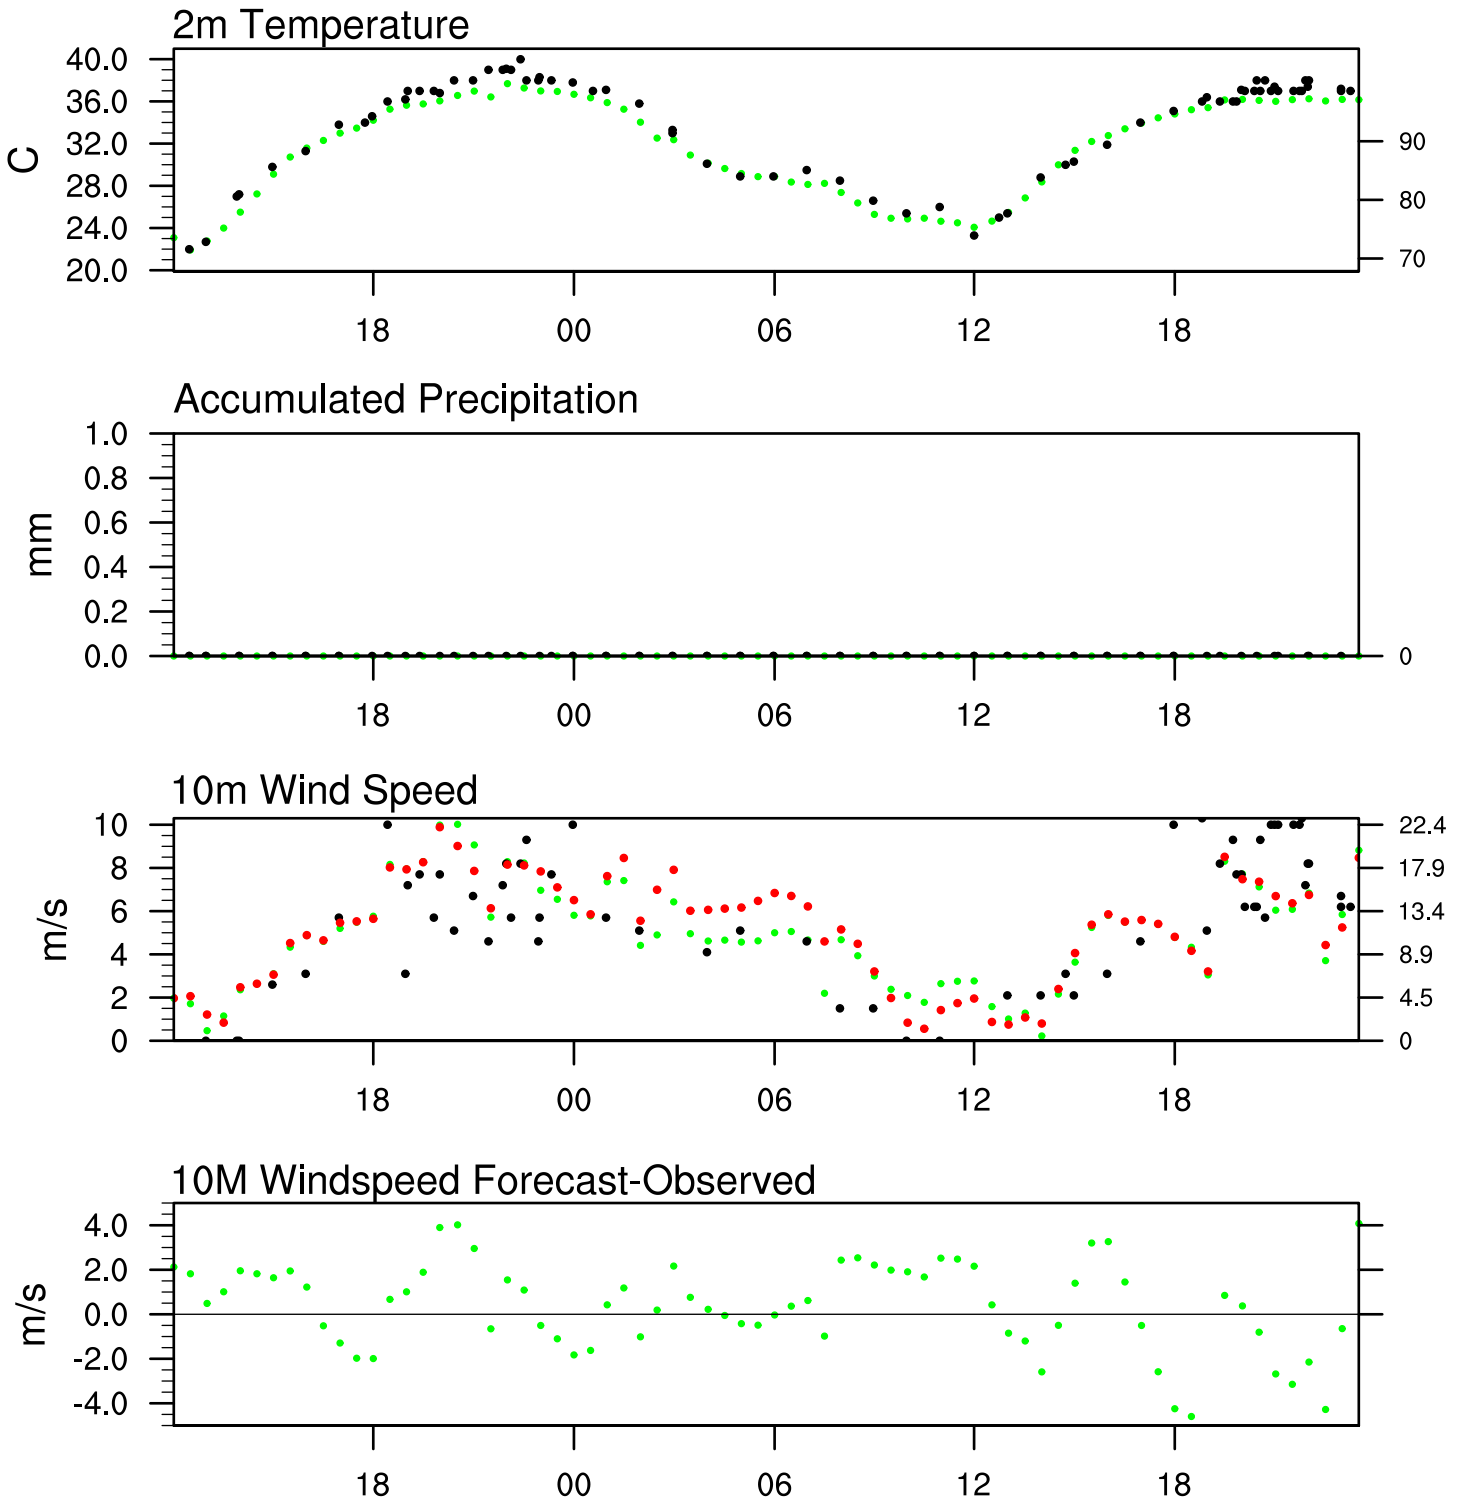 2m Temperature
40.0
36.0
32.0
28.0
24.0
20.0
C
90
80
70
18 00 06 12 18
Accumulated Precipitation
1.0
0.8
0.6
0.4
0.2
0.0
mm
0
18 00 06 12 18
10m Wind Speed
10
8
6
4
2
0
m/s
22.4
17.9
13.4
8.9
4.5
0
18 00 06 12 18
10M Windspeed Forecast-Observed
4.0
2.0
0.0
-2.0
-4.0
m/s
18 00 06 12 18